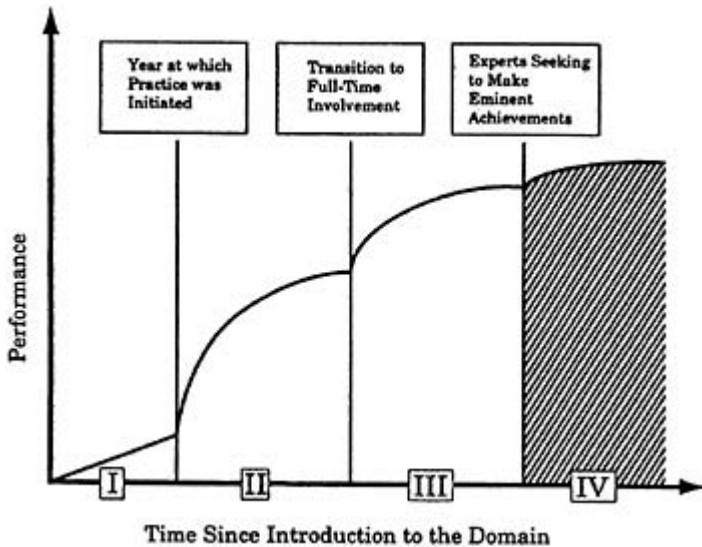 Year at which
Practice was
Initiated
Transition to
Full-Time
Involvement
Experts Seeking
to Make
Eminent
Achievements
Performance
I
II
III
IV
Time Since Introduction to the Domain